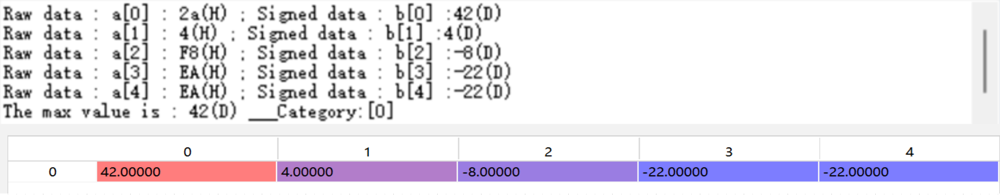 Raw data : a[0] : 2a(H) ; Signed data : b[0] :42(D)
Raw data : a[1] : 4(H) ; Signed data : b[1] :4(D)
Raw data : a[2] : F8(H) ; Signed data : b[2] :-8(D)
Raw data : a[3] : EA(H) ; Signed data : b[3] :-22(D)
Raw data : a[4] : EA(H) ; Signed data : b[4] :-22(D)
The max value is : 42(D) ___Category:[0]
0 1 2 3 4
0 42.00000 4.00000 -8.00000 -22.00000 -22.00000